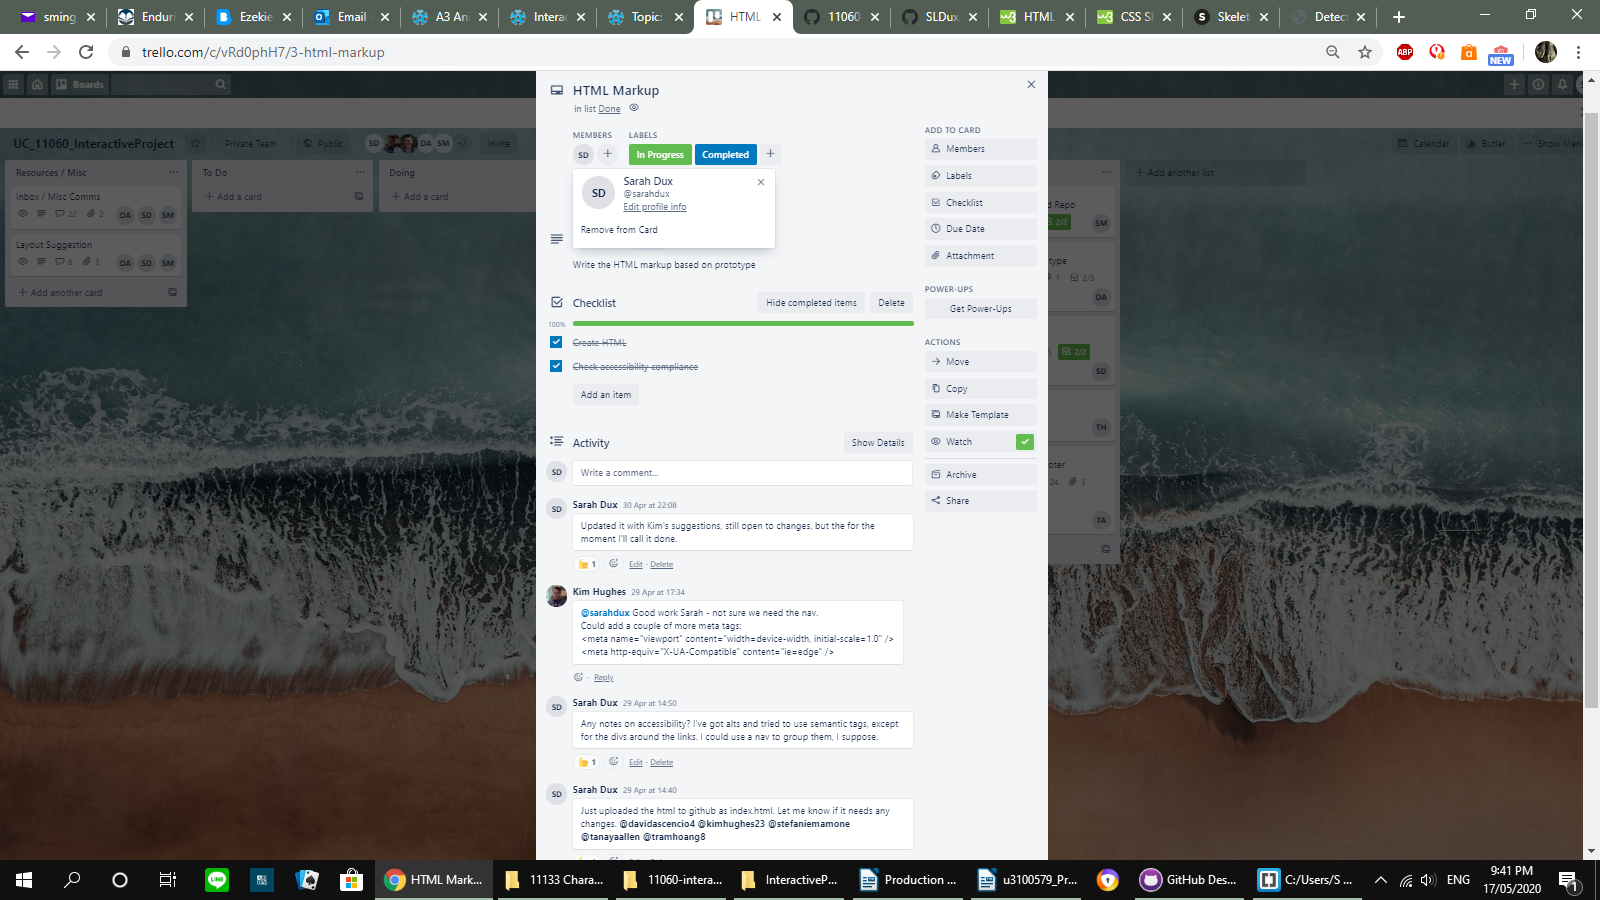 sming
Enduri
Ezekie
Email -
A3 An
Interac
Topic:
HTML
11060
SLDux
HTML
CSS S
Skelet
Detect
trello.com/c/vRd0phH7/3-html-markup
ABP
NEW
Boards
UC_11060_InteractiveProject
Private Team
Public
SD
DA
SM
+2
Invite
Calendar
Butler
Show Menu
Resources / Misc
Inbox / Misc Comms
22
2
DA
SD
SM
Layout Suggestion
8
3
DA
SD
SM
+ Add another card
To Do
+ Add a card
Doing
+ Add a card
HTML Markup
in list Done
MEMBERS
LABELS
SD
+
In Progress
Completed
+
SD
Sarah Dux
@sarahdux
Edit profile info
Remove from Card
Write the HTML markup based on prototype
Checklist
Hide completed items
Delete
100%
Create HTML
Check accessibility compliance
Add an item
Activity
Show Details
SD
Write a comment...
SD
Sarah Dux 30 Apr at 22:08
Updated it with Kim's suggestions, still open to changes, but the for the
moment I'll call it done.
1
Edit - Delete
Kim Hughes 29 Apr at 17:34
@sarahdux Good work Sarah - not sure we need the nav.
Could add a couple of more meta tags:
<meta name="viewport" content="width=device-width, initial-scale=1.0" />
<meta http-equiv="X-UA-Compatible" content="ie=edge" />
- Reply
SD
Sarah Dux 29 Apr at 14:50
Any notes on accessibility? I've got alts and tried to use semantic tags, except
for the divs around the links. I could use a nav to group them, I suppose.
1
Edit - Delete
SD
Sarah Dux 29 Apr at 14:40
Just uploaded the html to github as index.html. Let me know if it needs any
changes. @davidascencio4 @kimhughes23 @stefaniemamone
@tanayaallen @tramhoang8
ADD TO CARD
Members
Labels
Checklist
Due Date
Attachment
POWER-UPS
Get Power-Ups
ACTIONS
Move
Copy
Make Template
Watch
Archive
Share
d Repo
2/2
SM
type
1
2/3
DA
2/2
SD
TH
oter
24
3
TA
+ Add another list
HTML Mark...
11133 Chara...
11060-intera...
InteractiveP...
Production ...
u3100579_Pr...
GitHub Des...
C:/Users/S ...
ENG
9:41 PM
17/05/2020
1